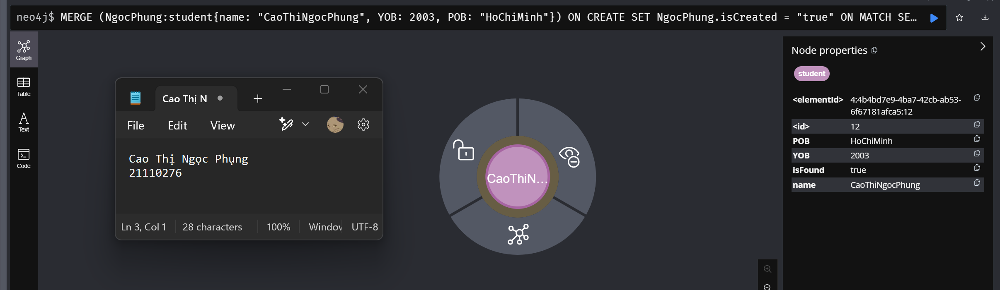 neo4j$ MERGE (NgocPhung:student{name: "CaoThiNgocPhung", YOB: 2003, POB: "HoChiMinh"}) ON CREATE SET NgocPhung.isCreated = "true" ON MATCH SE…
Graph
Table
Text
Code
Cao Thị N
File Edit View
Cao Thị Ngọc Phụng
21110276
Ln 3, Col 1 28 characters 100% Window UTF-8
CaoThiN…
Node properties
student
<elementId> 4:4b4bd7e9-4ba7-42cb-ab53-
6f67181afca5:12
<id> 12
POB HoChiMinh
YOB 2003
isFound true
name CaoThiNgocPhung